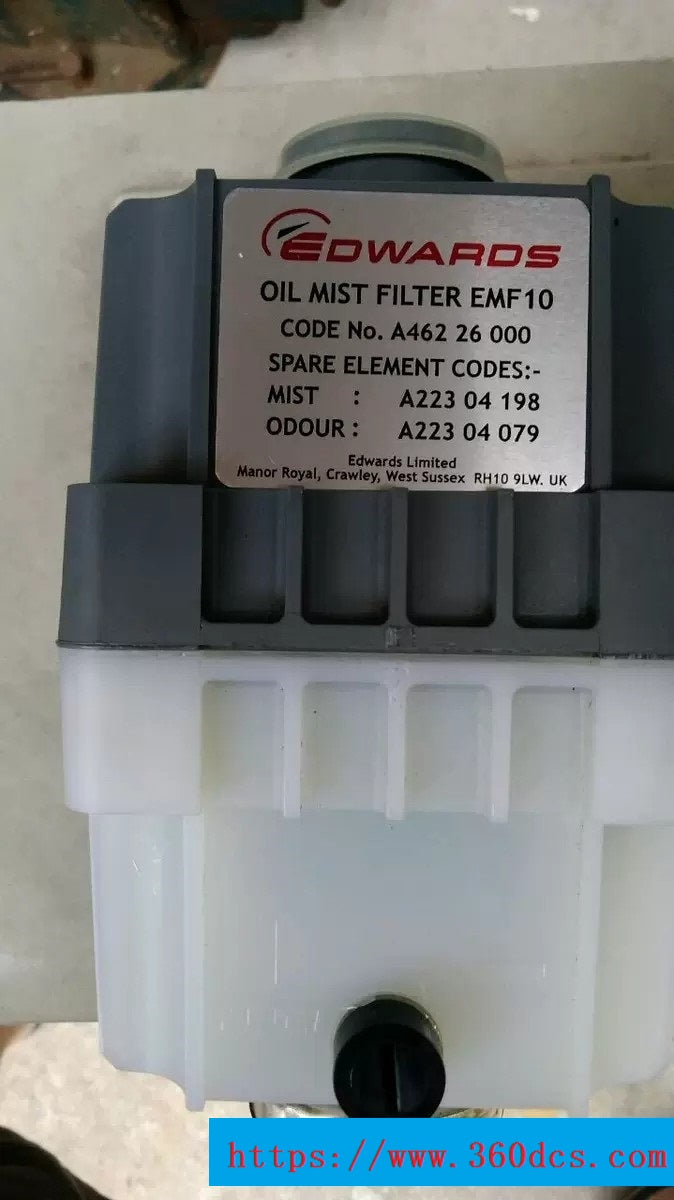 EDWARDS
OIL MIST FILTER EMF10
CODE No. A462 26 000
SPARE ELEMENT CODES:-
MIST : A223 04 198
ODOUR : A223 04 079
Edwards Limited
Manor Royal, Crawley, West Sussex RH10 9LW. UK
https://www.360dcs.com